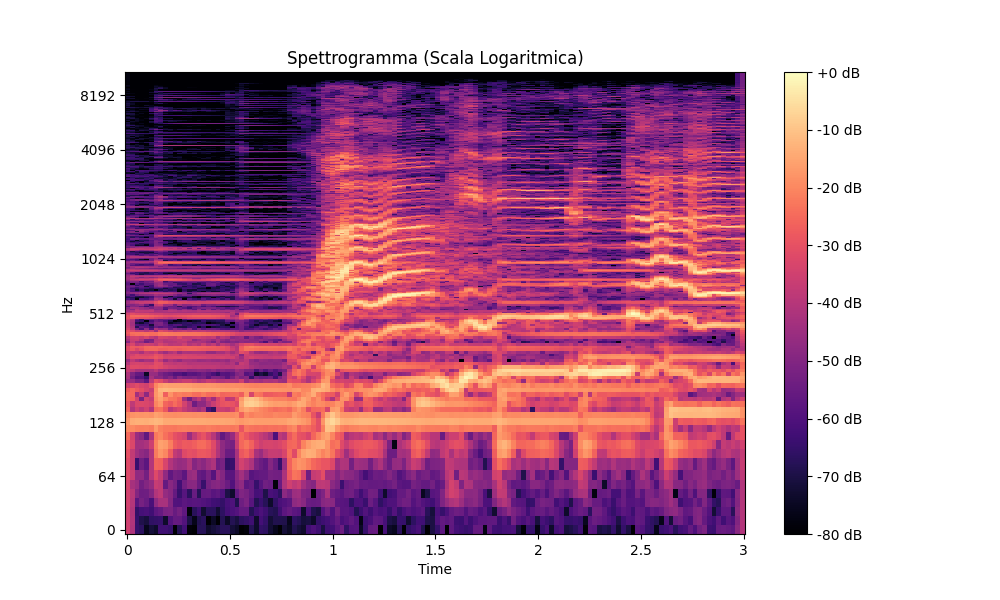 Spettrogramma (Scala Logaritmica)
8192
4096
2048
1024
512
256
128
64
0
Hz
0 0.5 1 1.5 2 2.5 3
Time
+0 dB
-10 dB
-20 dB
-30 dB
-40 dB
-50 dB
-60 dB
-70 dB
-80 dB